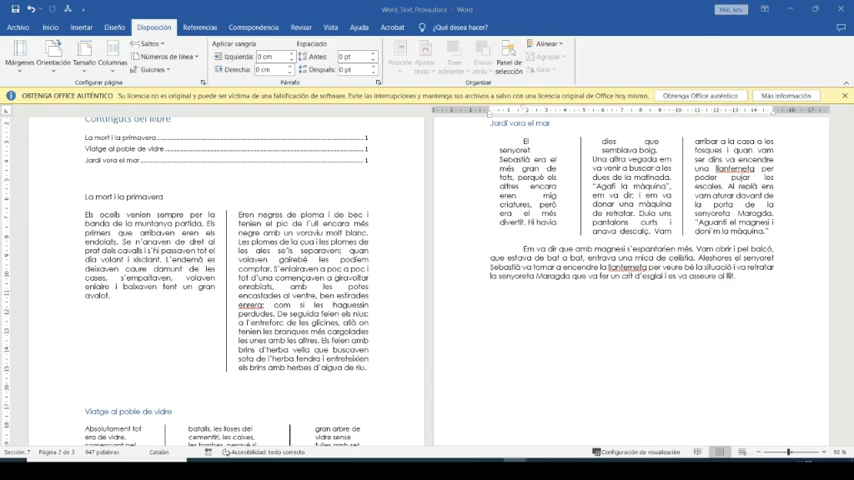 Word_Text_Prova.docx - Word
Inic. ses.
Archivo Inicio Insertar Diseño Disposición Referencias Correspondencia Revisar Vista Ayuda Acrobat ¿Qué desea hacer?
Márgenes Orientación Tamaño Columnas
Saltos
Números de línea
Guiones
Configurar página
Aplicar sangría Espaciado
Izquierda: 0 cm Antes: 0 pt
Derecha: 0 cm Después: 0 pt
Párrafo
Posición Ajustar texto Traer adelante Enviar atrás Panel de selección
Alinear
Agrupar
Girar
Organizar
OBTENGA OFFICE AUTÉNTICO Su licencia no es original y puede ser víctima de una falsificación de software. Evite las interrupciones y mantenga sus archivos a salvo con una licencia original de Office hoy mismo. Obtenga Office auténtico Más información
Continguts del llibre
La mort i la primavera 1
Viatge al poble de vidre 1
Jardí vora el mar 1
La mort i la primavera
Els ocells venien sempre per la
banda de la muntanya partida. Els
primers que arribaven eren els
endolats. Se n'anaven de dret al
prat dels cavalls i s'hi passaven tot el
dia volant i xisclant. L'endemà es
deixaven caure damunt de les
cases, s'empaitaven, volaven
enlaire i baixaven fent un gran
avalot.
Eren negres de ploma i de bec i
tenien el pic de l'ull encara més
negre amb un voraviu molt blanc.
Les plomes de la cua i les plomes de
les ales se'ls separaven; quan
volaven gairebé les podíem
comptar. S'enlairaven a poc a poc i
tot d'una començaven a giravoltar
enrabiats, amb les potes
encastades al ventre, ben estirades
enrera; com si les haguessin
perdudes. De seguida feien els nius:
a l'entreforc de les glicines, allà on
tenien les branques més cargolades
les unes amb les altres. Els feien amb
brins d'herba vella que buscaven
sota de l'herba tendra i entreteixien
els brins amb herbes d'aigua de riu.
Viatge al poble de vidre
Absolutament tot
era de vidre,
començant pel
batalls, les lloses del
cementiri, les caixes,
les tombes, perquè si
gran arbre de
vidre sense
fulles amb set
Jardí vora el mar
El
senyoret
Sebastià era el
més gran de
tots, perquè els
altres encara
eren mig
criatures, però
era el més
divertit. Hi havia
dies que
semblava boig.
Una altra vegada em
va venir a buscar a les
dues de la matinada.
"Agafi la màquina",
em va dir; i em va
donar una màquina
de retratar. Duia uns
pantalons curts i
anava descalç. Vam
arribar a la casa a les
fosques i quan vam
ser dins va encendre
una llanterneta per
poder pujar les
escales. Al replà ens
vam aturar davant de
la porta de la
senyoreta Maragda.
"Aguanti el magnesi i
doni'm la màquina."
Em va dir que amb magnesi s'espantarien més. Vam obrir i pel balcó,
que estava de bat a bat, entrava una mica de celístia. Aleshores el senyoret
Sebastià va tornar a encendre la llanterneta per veure bé la situació i va retratar
la senyoreta Maragda que va fer un crit d'esglai i es va asseure al llit.
Sección: 7 Página 2 de 3 647 palabras Catalán Accesibilidad: todo correcto Configuración de visualización 90 %